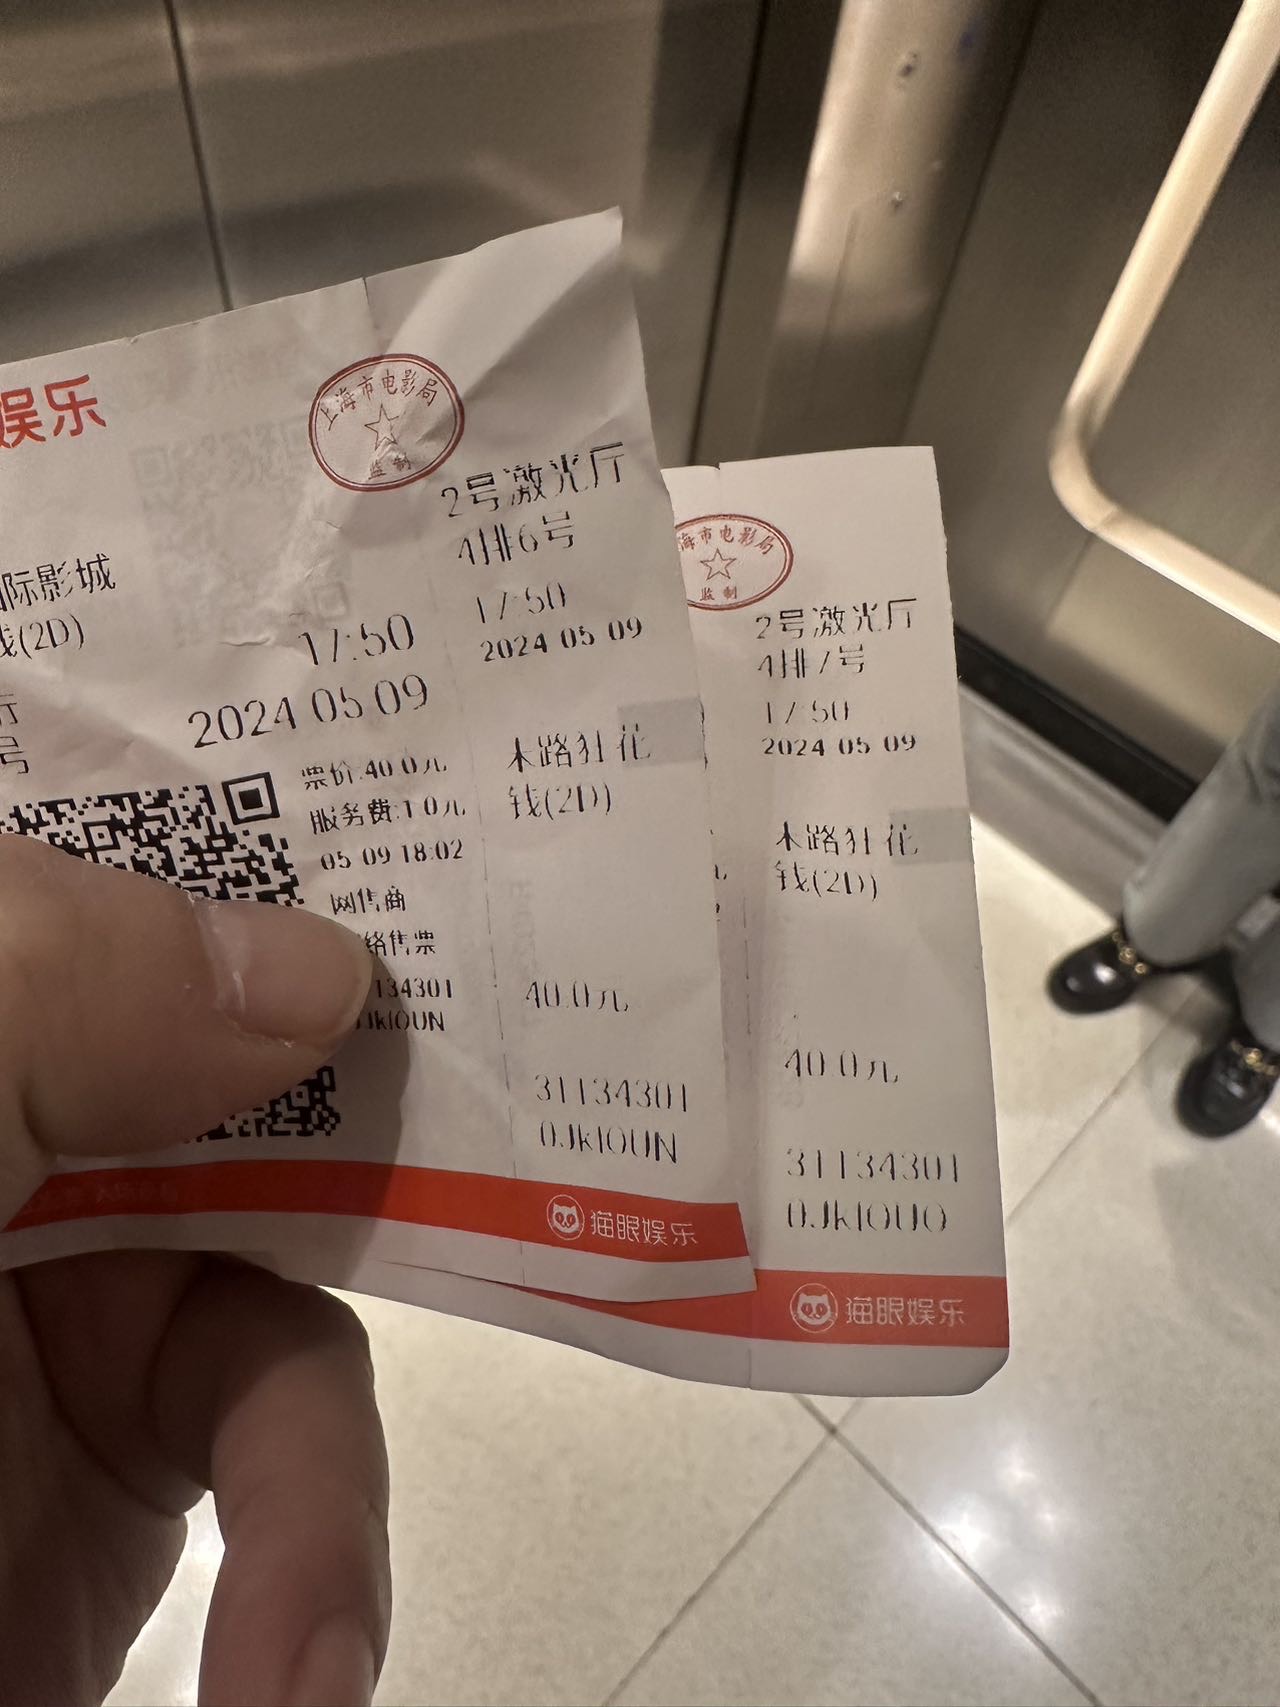 娱乐
上海市电影局
监制
2号激光厅
4排6号
17:50
2024 05 09
际影城
钱(2D)
17:50
2024 05 09
厅
号
票价:40.0元
服务费:1.0元
05 09 18:02
网售商
络售票
134301
0JkIOUN
末路狂花
钱(2D)
40.0元
31134301
0JkIOUN
猫眼娱乐
海市电影局
监制
2号激光厅
4排7号
17:50
2024 05 09
末路狂花
钱(2D)
40.0元
31134301
0JkIOUO
猫眼娱乐